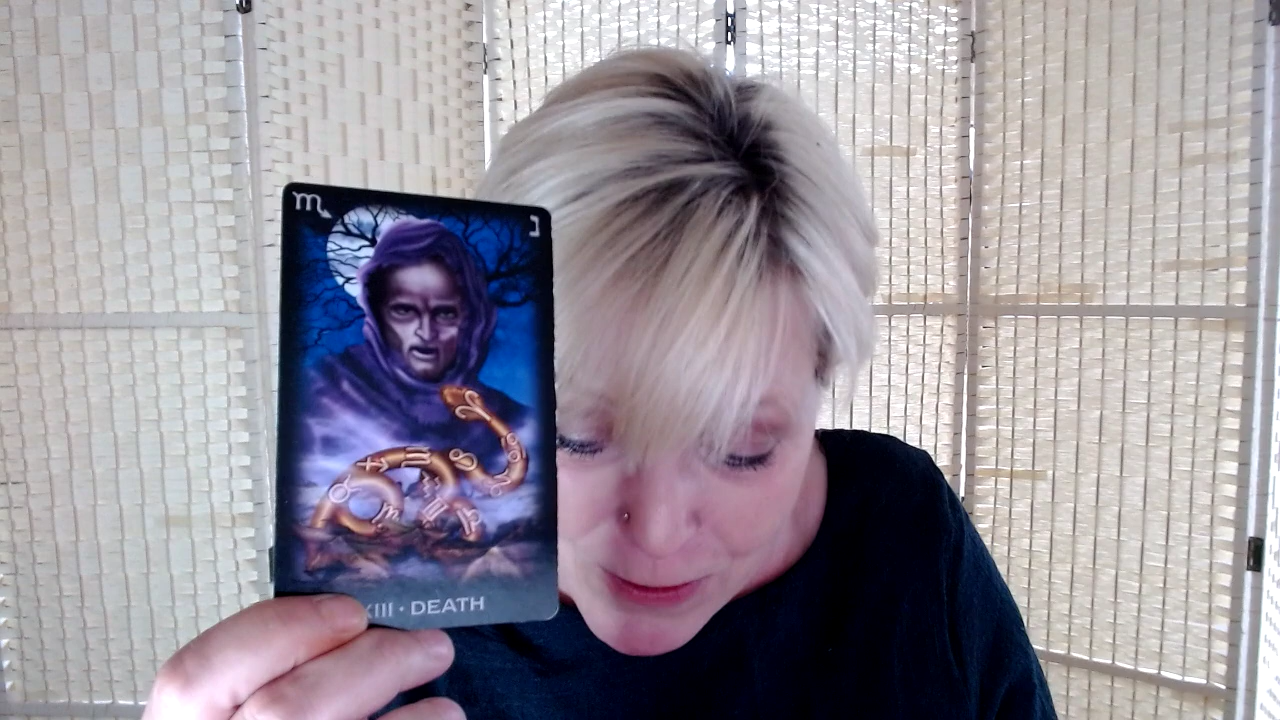 ♏ נ
XIII · DEATH